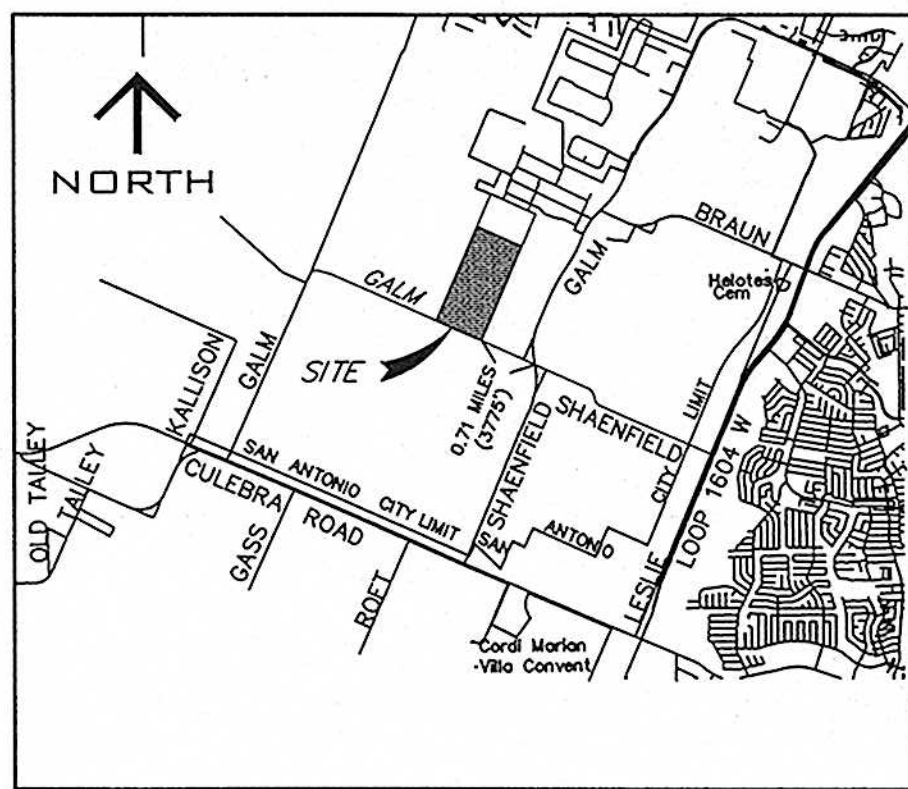 NORTH
BRAUN
GALM
Helotes
Cem
GALM
KALLISON
GALM
SITE
0.71 MILES
(3775')
SHAENFIELD
LIMIT
CITY
SHAENFIELD
LOOP 1604 W
OLD TALLEY
TALLEY
SAN ANTONIO CITY LIMIT
CULEBRA ROAD
SAN ANTONIO
GASS
ROFT
LESLIE
Cordi Marian
-Villa Convent